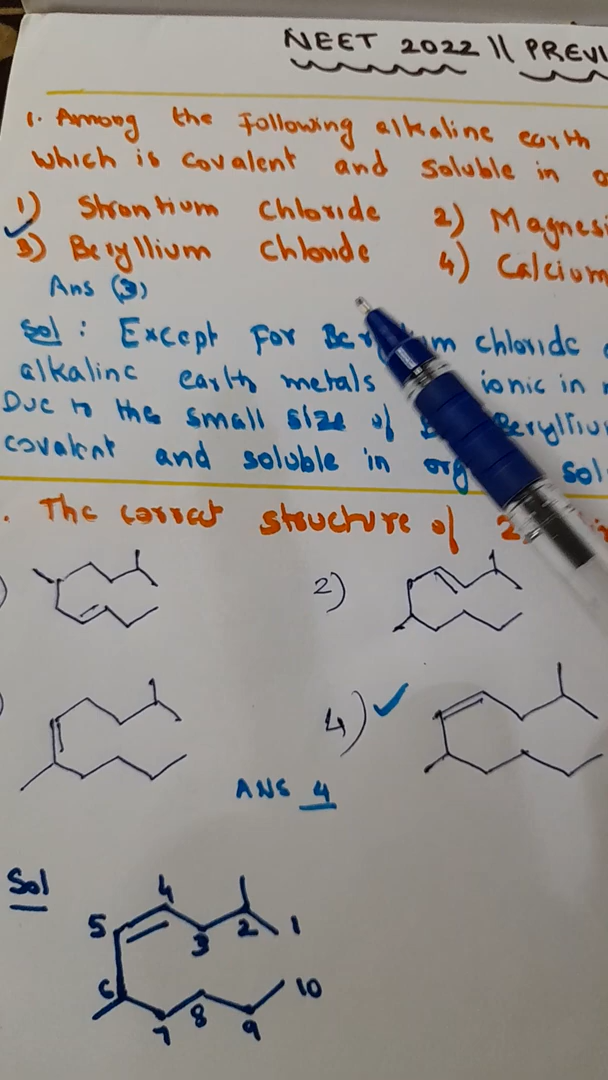 NEET 2022 || PREVI
1. Among the following alkaline earth
which is covalent and soluble in o
1) Strontium chloride 2) Magnesi
3) Beryllium chloride 4) Calcium
Ans (3)
Sol : Except for chloride
alkaline earth metals ionic in
Due to the small size of Beryllium
covalent and soluble in org sol
. The correct structure of 2
2)
4)
ANS 4
Sol
4
5 3 2 1
6 10
8
7 9